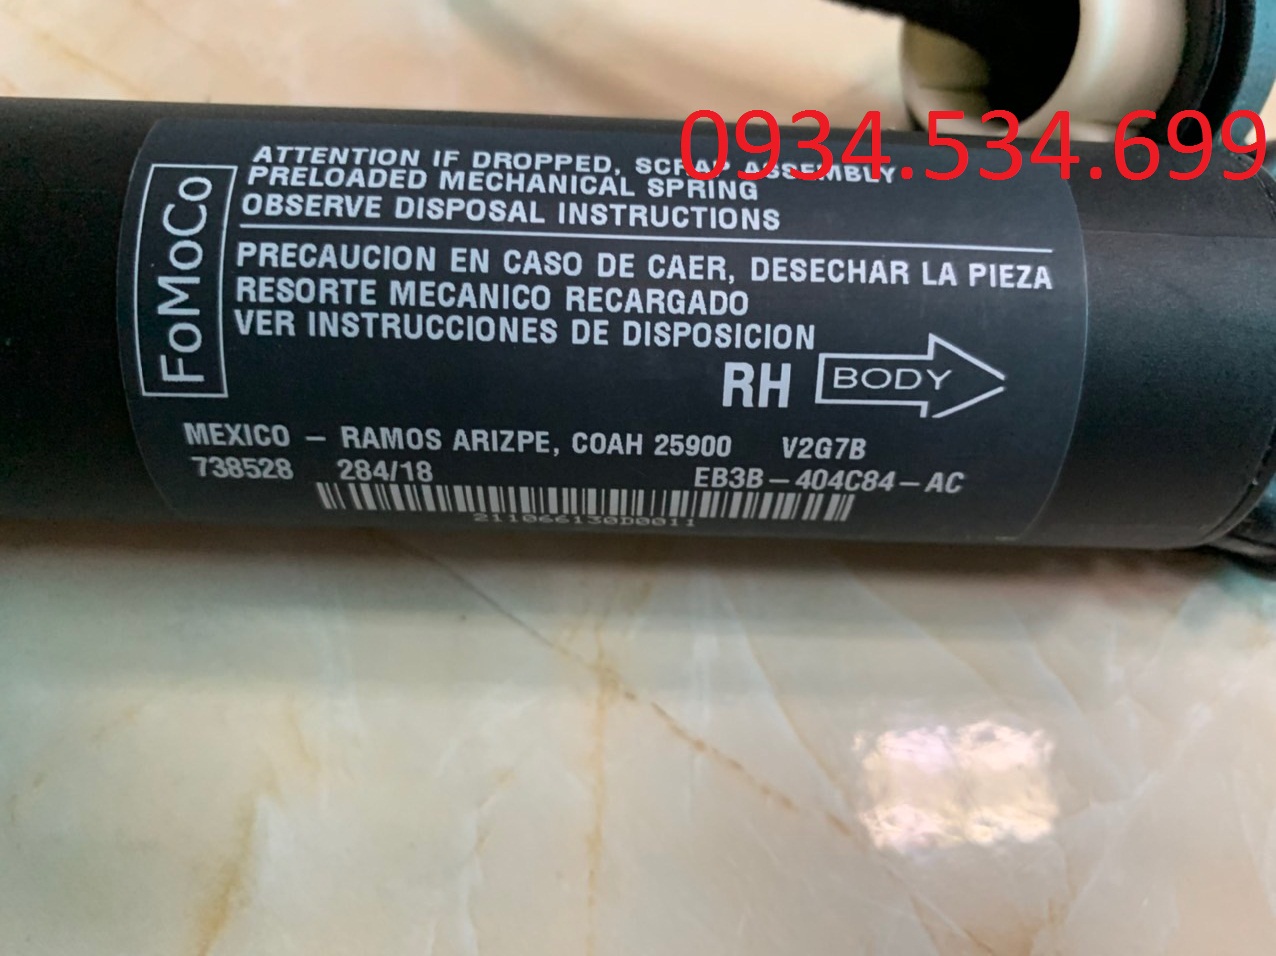 0934.534.699
ATTENTION IF DROPPED, SCRAP ASSEMBLY
PRELOADED MECHANICAL SPRING
OBSERVE DISPOSAL INSTRUCTIONS
FoMoCo
PRECAUCION EN CASO DE CAER, DESECHAR LA PIEZA
RESORTE MECANICO RECARGADO
VER INSTRUCCIONES DE DISPOSICION
RH BODY
MEXICO – RAMOS ARIZPE, COAH 25900 V2G7B
738528 284/18 EB3B–404C84–AC
211066130D0011